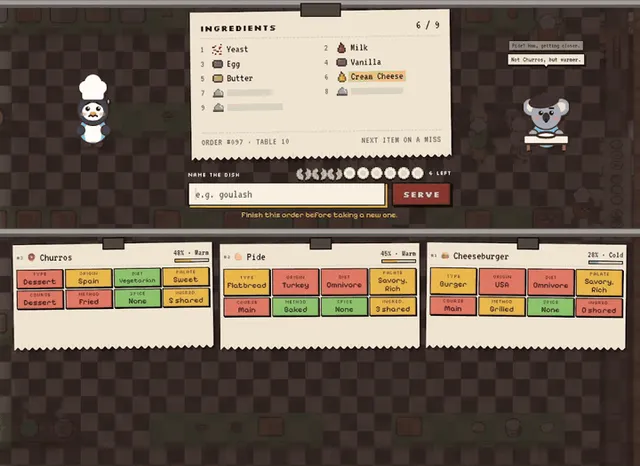 INGREDIENTS 6 / 9
1 Yeast
2 Milk
3 Egg
4 Vanilla
5 Butter
6 Cream Cheese
7
8
9
ORDER #097 · TABLE 10 NEXT ITEM ON A MISS
Not Churros, but warmer.
NAME THE DISH
6 LEFT
e.g. goulash
SERVE
Finish this order before taking a new one.
#3 Churros 48% · Warm
TYPE ORIGIN DIET PALATE
Dessert Spain Vegetarian Sweet
COURSE METHOD SPICE INGRED.
Dessert Fried None 5 shared
#2 Pide 45% · Warm
TYPE ORIGIN DIET PALATE
Flatbread Turkey Omnivore Savory, Rich
COURSE METHOD SPICE INGRED.
Main Baked None 3 shared
#1 Cheeseburger 28% · Cold
TYPE ORIGIN DIET PALATE
Burger USA Omnivore Savory, Rich
COURSE METHOD SPICE INGRED.
Main Grilled None 0 shared